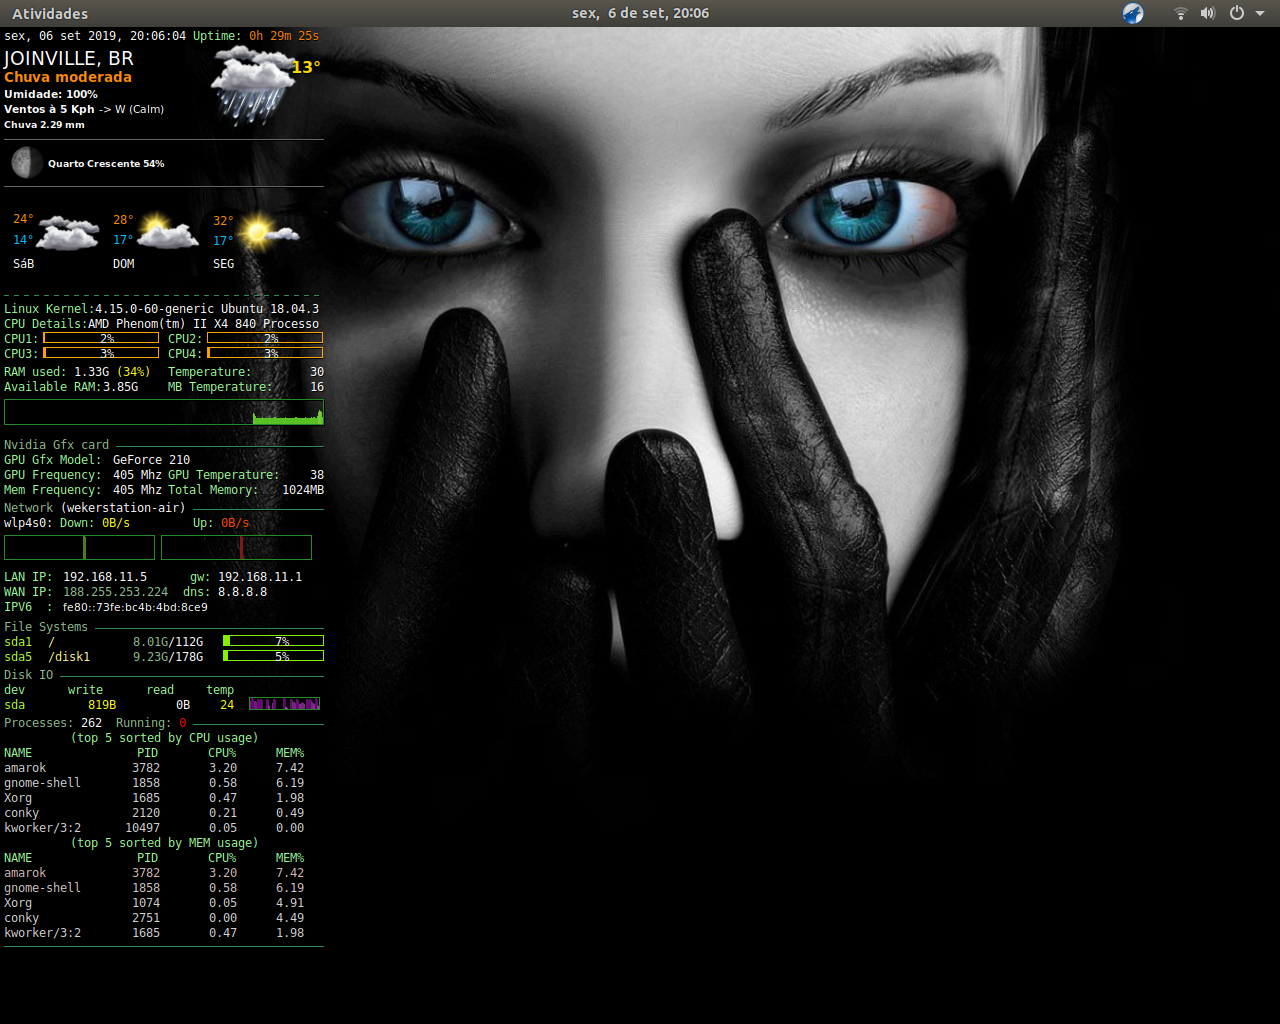 Atividades
sex, 6 de set, 20:06
sex, 06 set 2019, 20:06:04 Uptime: 0h 29m 25s
JOINVILLE, BR
13°
Chuva moderada
Umidade: 100%
Ventos à 5 Kph -> W (Calm)
Chuva 2.29 mm
Quarto Crescente 54%
24° 28° 32°
14° 17° 17°
SáB DOM SEG
Linux Kernel:4.15.0-60-generic Ubuntu 18.04.3
CPU Details:AMD Phenom(tm) II X4 840 Processo
CPU1: 2% CPU2: 2%
CPU3: 3% CPU4: 3%
RAM used: 1.33G (34%) Temperature: 30
Available RAM:3.85G MB Temperature: 16
Nvidia Gfx card
GPU Gfx Model: GeForce 210
GPU Frequency: 405 Mhz GPU Temperature: 38
Mem Frequency: 405 Mhz Total Memory: 1024MB
Network (wekerstation-air)
wlp4s0: Down: 0B/s Up: 0B/s
LAN IP: 192.168.11.5 gw: 192.168.11.1
WAN IP: 188.255.253.224 dns: 8.8.8.8
IPV6 : fe80::73fe:bc4b:4bd:8ce9
File Systems
sda1 / 8.01G/112G 7%
sda5 /disk1 9.23G/178G 5%
Disk IO
dev write read temp
sda 819B 0B 24
Processes: 262 Running: 0
(top 5 sorted by CPU usage)
NAME PID CPU% MEM%
amarok 3782 3.20 7.42
gnome-shell 1858 0.58 6.19
Xorg 1685 0.47 1.98
conky 2120 0.21 0.49
kworker/3:2 10497 0.05 0.00
(top 5 sorted by MEM usage)
NAME PID CPU% MEM%
amarok 3782 3.20 7.42
gnome-shell 1858 0.58 6.19
Xorg 1074 0.05 4.91
conky 2751 0.00 4.49
kworker/3:2 1685 0.47 1.98